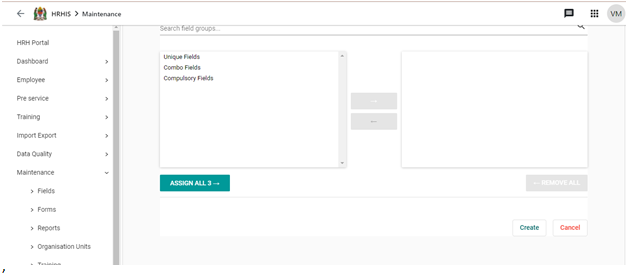 HRHIS > Maintenance
VM
Search field groups...
HRH Portal
Dashboard
Employee
Pre service
Training
Import Export
Data Quality
Maintenance
Fields
Forms
Reports
Organisation Units
Training
Unique Fields
Combo Fields
Compulsory Fields
→
←
ASSIGN ALL 3 →
← REMOVE ALL
Create
Cancel